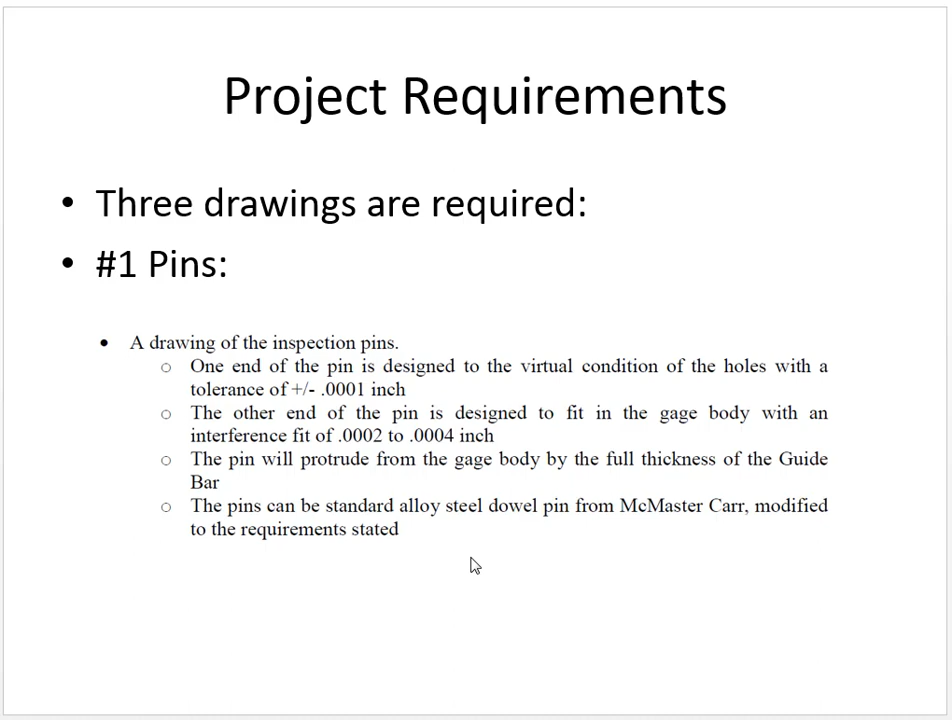 Project Requirements
• Three drawings are required:
• #1 Pins:
• A drawing of the inspection pins.
o One end of the pin is designed to the virtual condition of the holes with a
tolerance of +/- .0001 inch
o The other end of the pin is designed to fit in the gage body with an
interference fit of .0002 to .0004 inch
o The pin will protrude from the gage body by the full thickness of the Guide
Bar
o The pins can be standard alloy steel dowel pin from McMaster Carr, modified
to the requirements stated